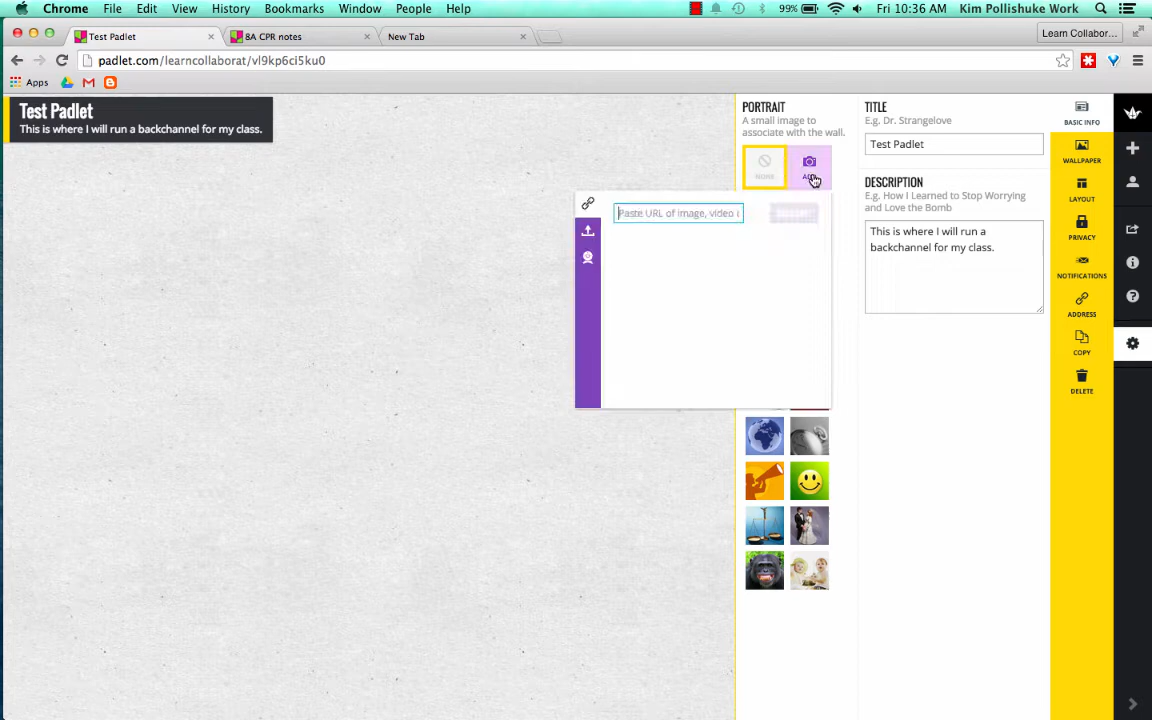 Chrome File Edit View History Bookmarks Window People Help 99% Fri 10:36 AM Kim Pollishuke Work
Test Padlet 8A CPR notes New Tab Learn Collabor...
padlet.com/learncollaborat/vl9kp6ci5ku0
Apps
Test Padlet
This is where I will run a backchannel for my class.
PORTRAIT
A small image to
associate with the wall.
NONE
Paste URL of image, video
TITLE
E.g. Dr. Strangelove
Test Padlet
DESCRIPTION
E.g. How I Learned to Stop Worrying
and Love the Bomb
This is where I will run a
backchannel for my class.
BASIC INFO
WALLPAPER
LAYOUT
PRIVACY
NOTIFICATIONS
ADDRESS
COPY
DELETE